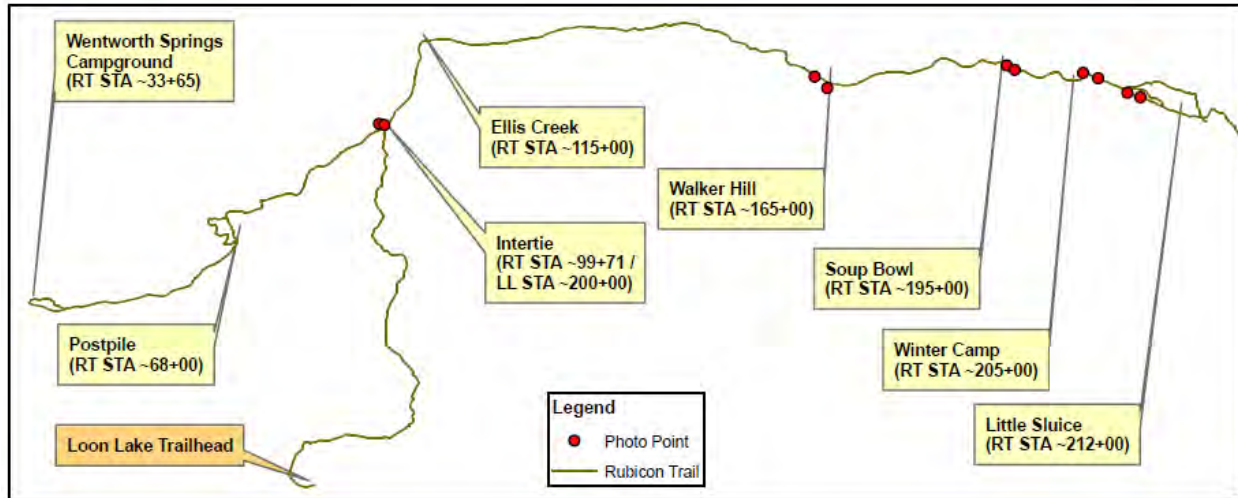 Wentworth Springs
Campground
(RT STA ~33+65)
Ellis Creek
(RT STA ~115+00)
Walker Hill
(RT STA ~165+00)
Intertie
(RT STA ~99+71 /
LL STA ~200+00)
Soup Bowl
(RT STA ~195+00)
Postpile
(RT STA ~68+00)
Winter Camp
(RT STA ~205+00)
Little Sluice
(RT STA ~212+00)
Loon Lake Trailhead
Legend
Photo Point
Rubicon Trail